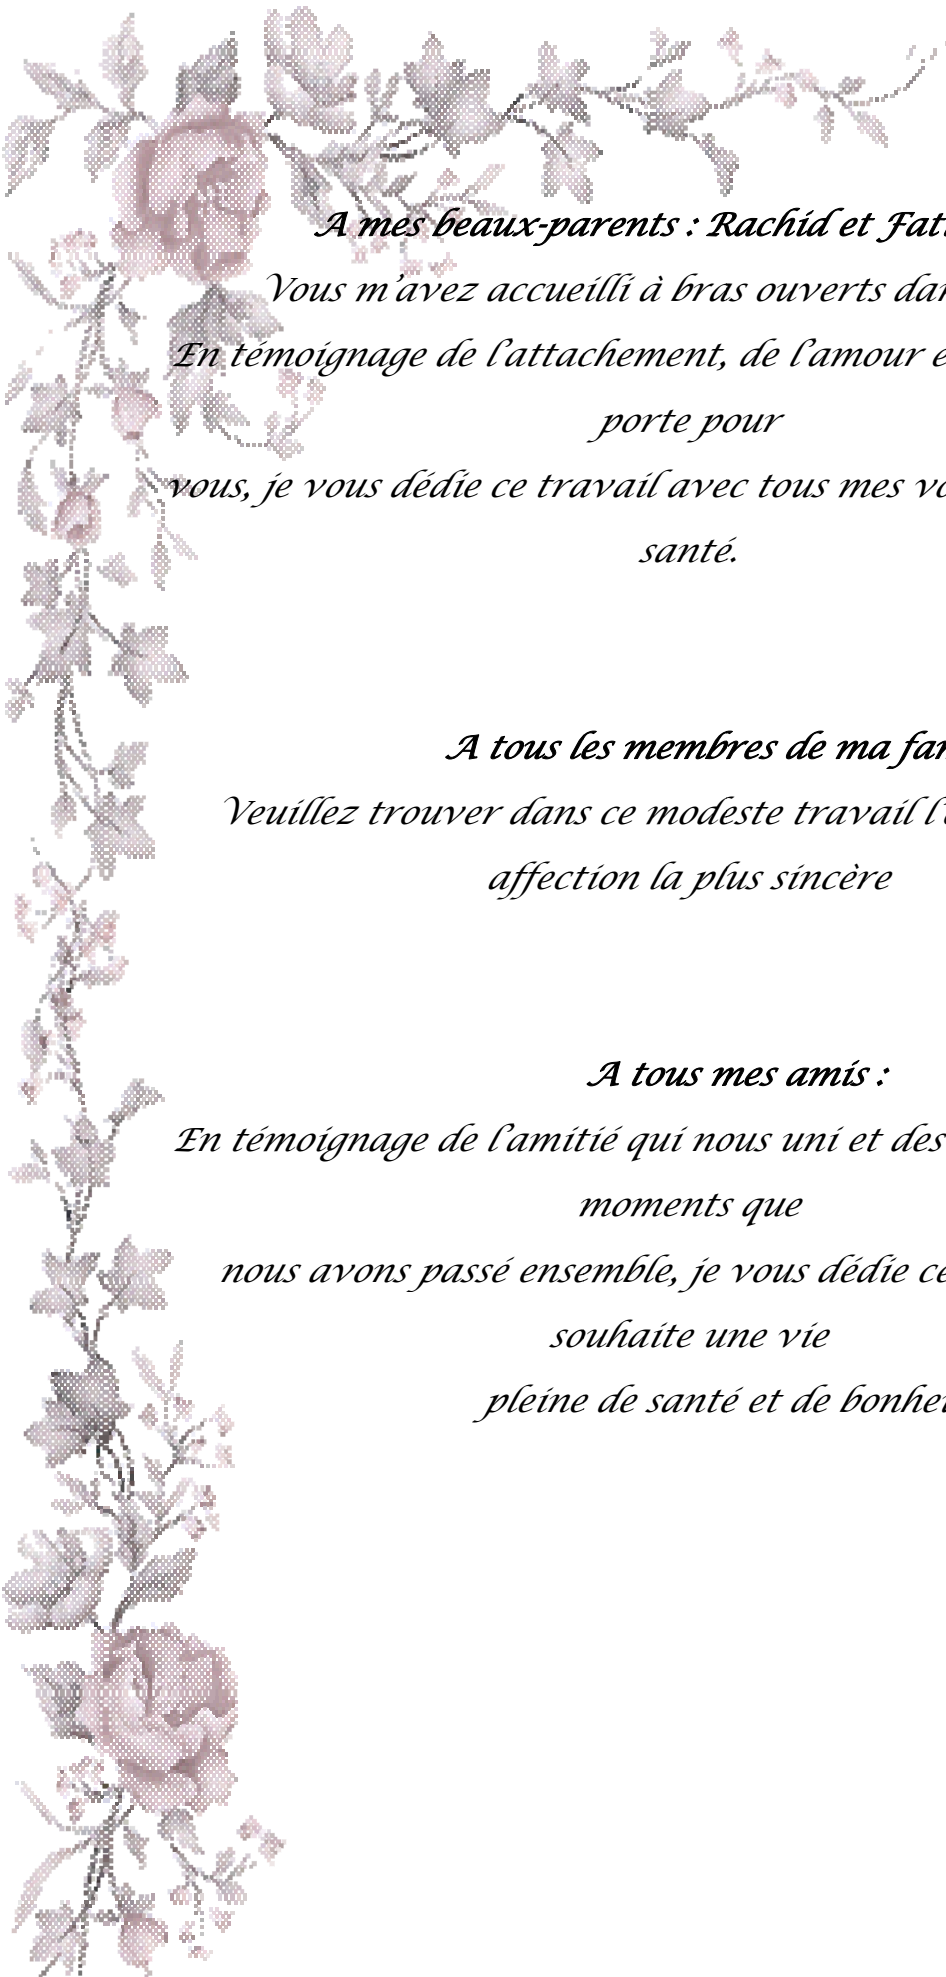 A mes beaux-parents : Rachid et
Vous m’avez accueilli à bras ouverts
En témoignage de l’attachement, de l’amour
porte pour
vous, je vous dédie ce travail avec tous mes
santé.
A tous les membres de ma
Veuillez trouver dans ce modeste travail
affection la plus sincère
A tous mes amis :
En témoignage de l’amitié qui nous uni et des
moments que
nous avons passé ensemble, je vous dédie
souhaite une vie
pleine de santé et de